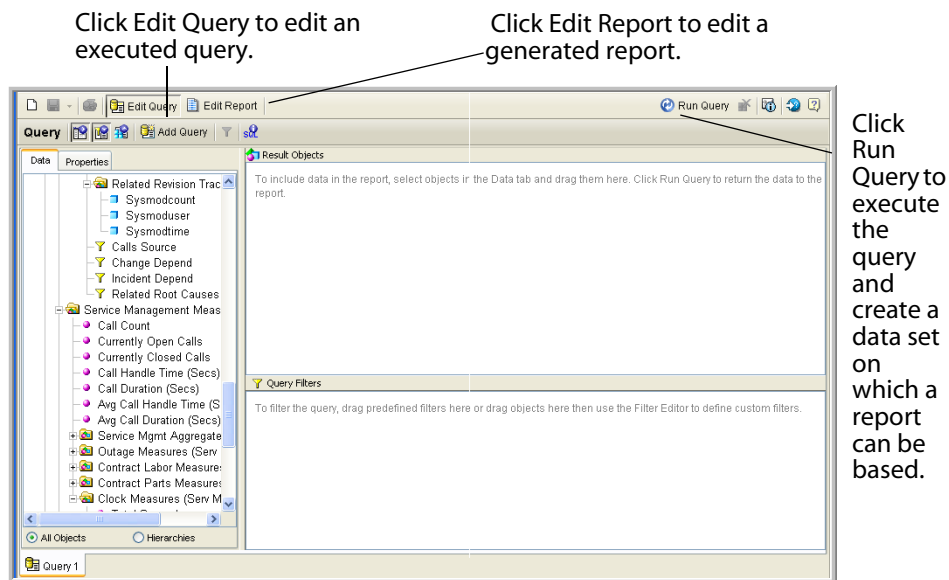 Click Edit Query to edit an
executed query.
Click Edit Report to edit a
generated report.
Edit Query
Edit Report
Run Query
Query
Add Query
SQL
Data
Properties
Result Objects
To include data in the report, select objects in the Data tab and drag them here. Click Run Query to return the data to the
report.
Related Revision Trac
Sysmodcount
Sysmoduser
Sysmodtime
Calls Source
Change Depend
Incident Depend
Related Root Causes
Service Management Meas
Call Count
Currently Open Calls
Currently Closed Calls
Call Handle Time (Secs)
Call Duration (Secs)
Avg Call Handle Time (S
Avg Call Duration (Secs)
Service Mgmt Aggregate
Outage Measures (Serv
Contract Labor Measure
Contract Parts Measure
Clock Measures (Serv M
Query Filters
To filter the query, drag predefined filters here or drag objects here then use the Filter Editor to define custom filters.
All Objects
Hierarchies
Query 1
Click
Run
Query to
execute
the
query
and
create a
data set
on
which a
report
can be
based.